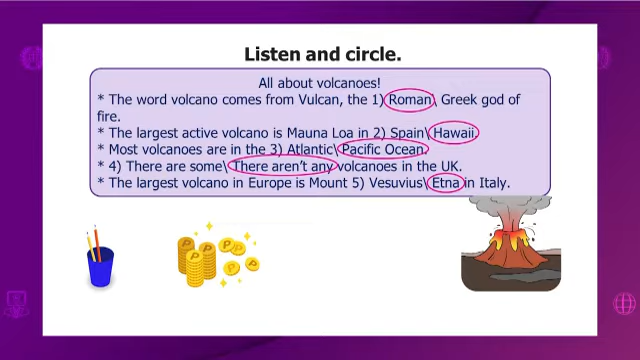 Listen and circle.
All about volcanoes!
* The word volcano comes from Vulcan, the 1) Roman\ Greek god of
fire.
* The largest active volcano is Mauna Loa in 2) Spain\ Hawaii.
* Most volcanoes are in the 3) Atlantic\ Pacific Ocean.
* 4) There are some\ There aren't any volcanoes in the UK.
* The largest volcano in Europe is Mount 5) Vesuvius\ Etna in Italy.